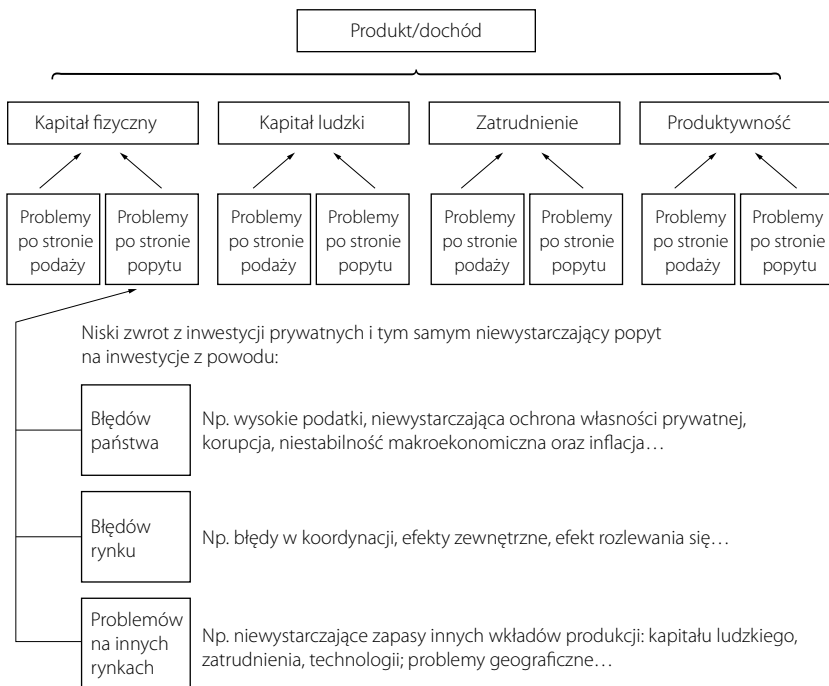 Produkt/dochód
Kapitał fizyczny
Kapitał ludzki
Zatrudnienie
Produktywność
Problemy
po stronie
podaży
Problemy
po stronie
popytu
Problemy
po stronie
podaży
Problemy
po stronie
popytu
Problemy
po stronie
podaży
Problemy
po stronie
popytu
Problemy
po stronie
podaży
Problemy
po stronie
popytu
Niski zwrot z inwestycji prywatnych i tym samym niewystarczający popyt
na inwestycje z powodu:
Błędów
państwa
Np. wysokie podatki, niewystarczająca ochrona własności prywatnej,
korupcja, niestabilność makroekonomiczna oraz inflacja…
Błędów
rynku
Np. błędy w koordynacji, efekty zewnętrzne, efekt rozlewania się…
Problemów
na innych
rynkach
Np. niewystarczające zapasy innych wkładów produkcji: kapitału ludzkiego,
zatrudnienia, technologii; problemy geograficzne…